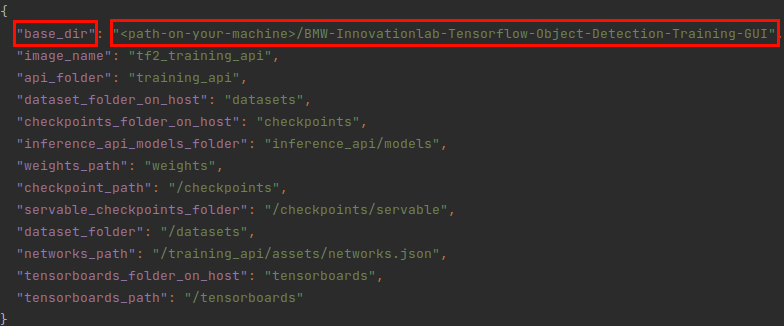 {
"base_dir": "<path-on-your-machine>/BMW-Innovationlab-Tensorflow-Object-Detection-Training-GUI",
"image_name": "tf2_training_api",
"api_folder": "training_api",
"dataset_folder_on_host": "datasets",
"checkpoints_folder_on_host": "checkpoints",
"inference_api_models_folder": "inference_api/models",
"weights_path": "weights",
"checkpoint_path": "/checkpoints",
"servable_checkpoints_folder": "/checkpoints/servable",
"dataset_folder": "/datasets",
"networks_path": "/training_api/assets/networks.json",
"tensorboards_folder_on_host": "tensorboards",
"tensorboards_path": "/tensorboards"
}